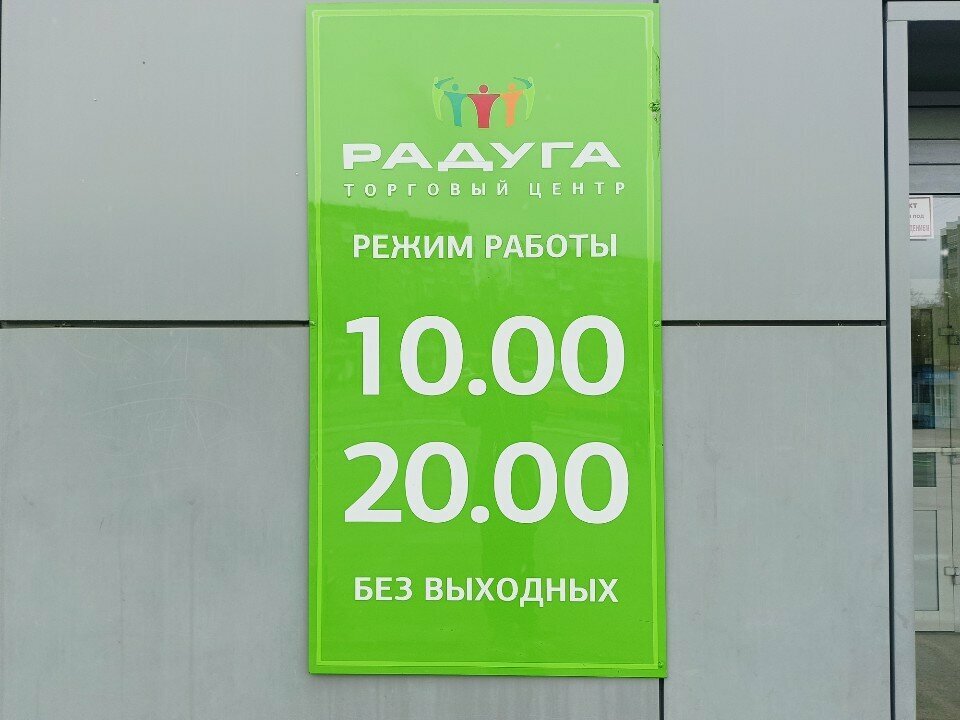 РАДУГА
ТОРГОВЫЙ ЦЕНТР
РЕЖИМ РАБОТЫ
10.00
20.00
БЕЗ ВЫХОДНЫХ